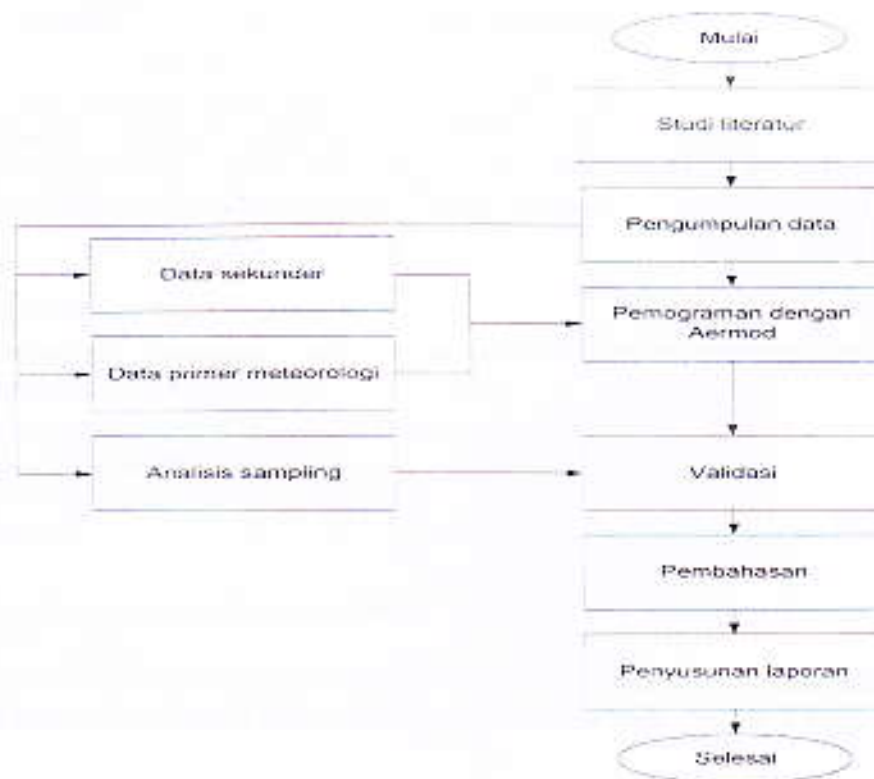 Mulai
Studi literatur
Pengumpulan data
Data sekunder
Pemograman dengan
Aermod
Data primer meteorologi
Analisis sampling
Validasi
Pembahasan
Penyusunan laporan
Selesai